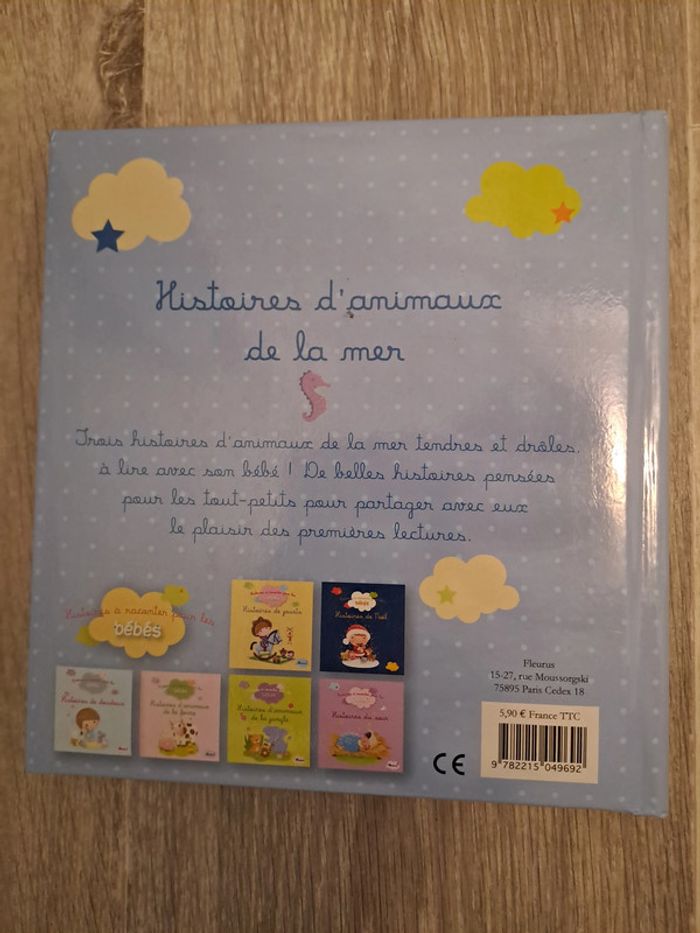 Histoires d'animaux
de la mer
Trois histoires d'animaux de la mer tendres et drôles,
à lire avec son bébé ! De belles histoires pensées
pour les tout-petits pour partager avec eux
le plaisir des premières lectures.
Histoires à raconter pour les
bébés
Histoires de jouets
bébés
Histoires de Noël
Histoires de doudous
Histoires d'animaux
de la ferme
Histoires d'animaux
de la jungle
Histoires du soir
Fleurus
15-27, rue Moussorgski
75895 Paris Cedex 18
5,90 € France TTC
CE
9 782215 049692